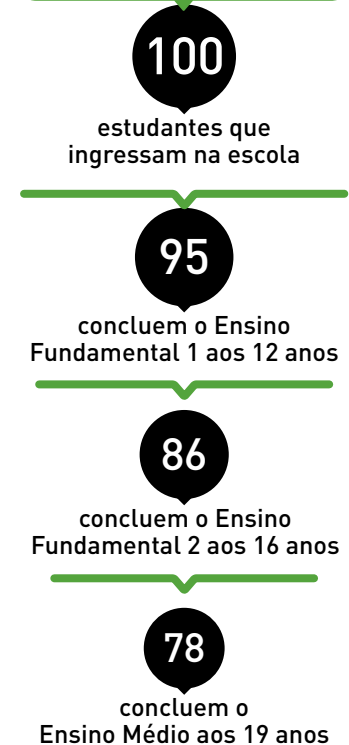 100
estudantes que
ingressam na escola
95
concluem o Ensino
Fundamental 1 aos 12 anos
86
concluem o Ensino
Fundamental 2 aos 16 anos
78
concluem o
Ensino Médio aos 19 anos